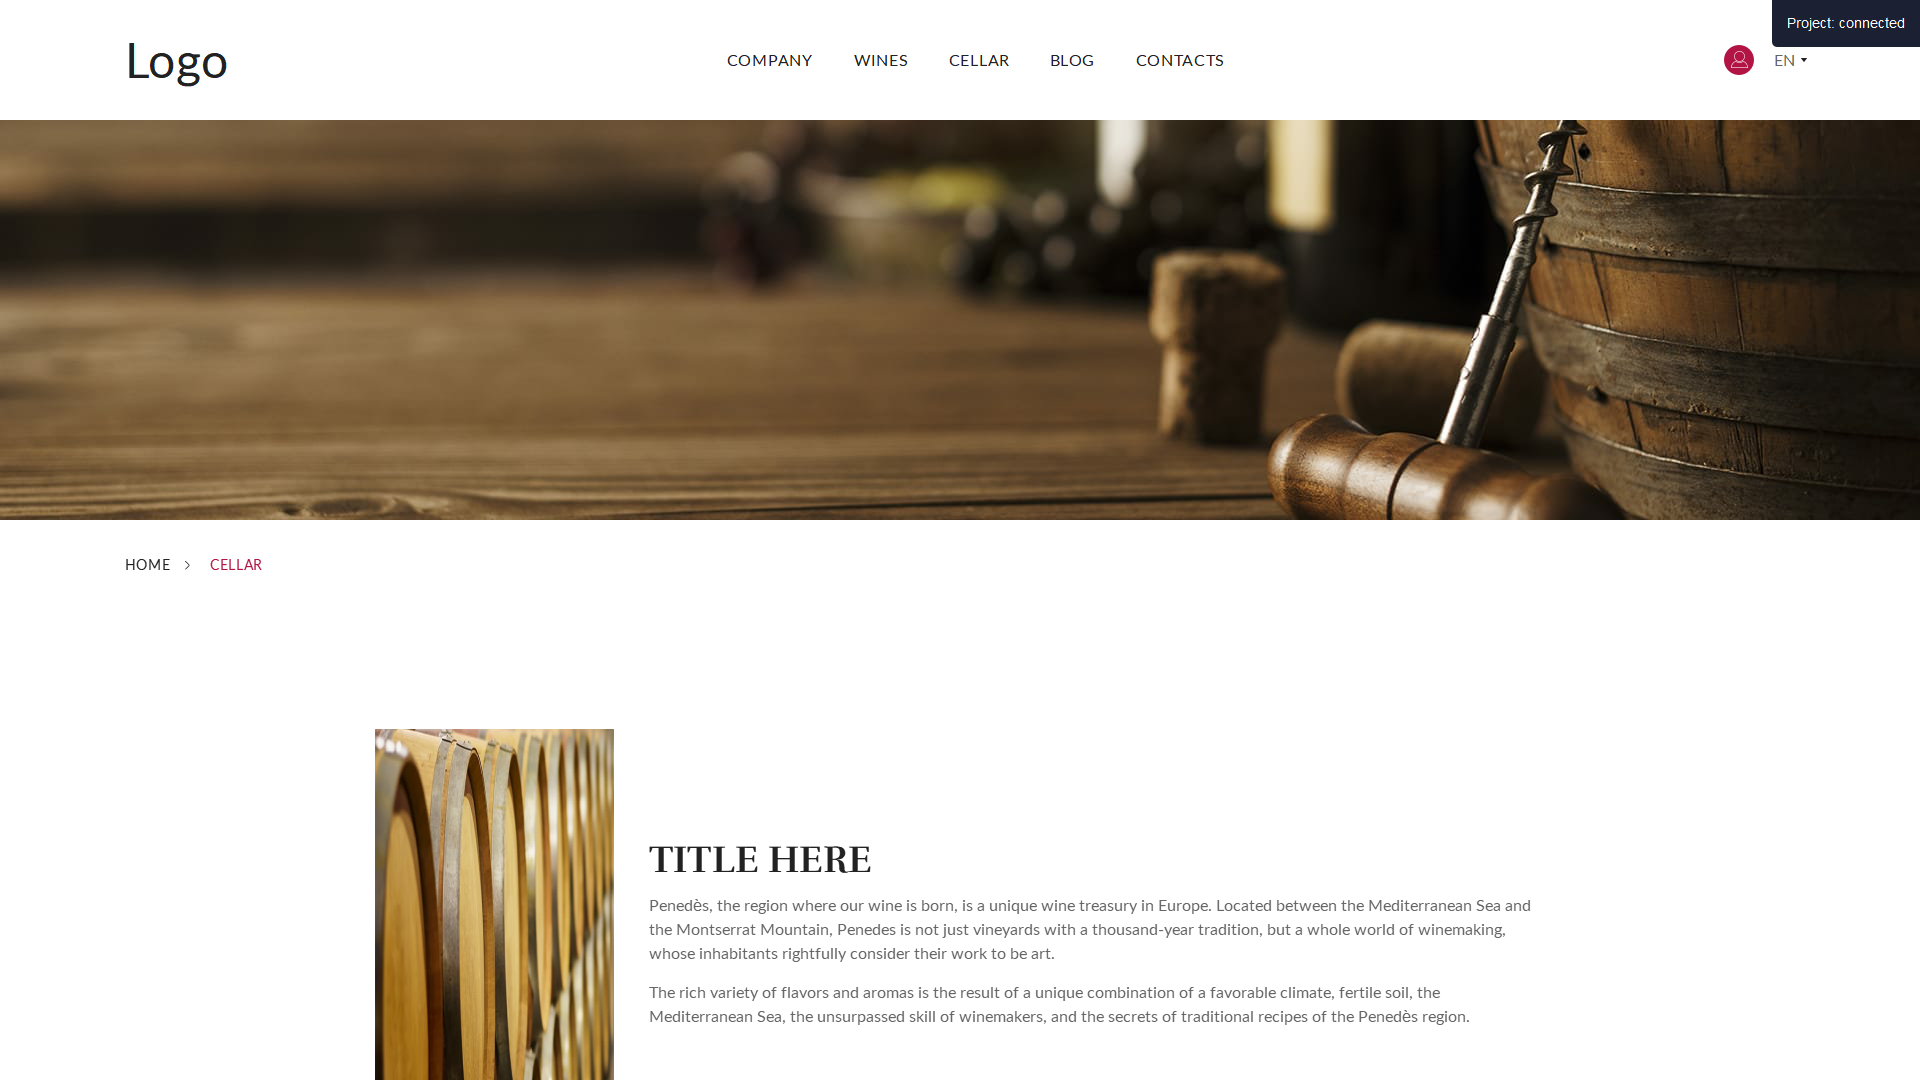 Project: connected
Logo
COMPANY
WINES
CELLAR
BLOG
CONTACTS
EN
HOME
CELLAR
TITLE HERE
Penedès, the region where our wine is born, is a unique wine treasury in Europe. Located between the Mediterranean Sea and
the Montserrat Mountain, Penedes is not just vineyards with a thousand-year tradition, but a whole world of winemaking,
whose inhabitants rightfully consider their work to be art.
The rich variety of flavors and aromas is the result of a unique combination of a favorable climate, fertile soil, the
Mediterranean Sea, the unsurpassed skill of winemakers, and the secrets of traditional recipes of the Penedès region.